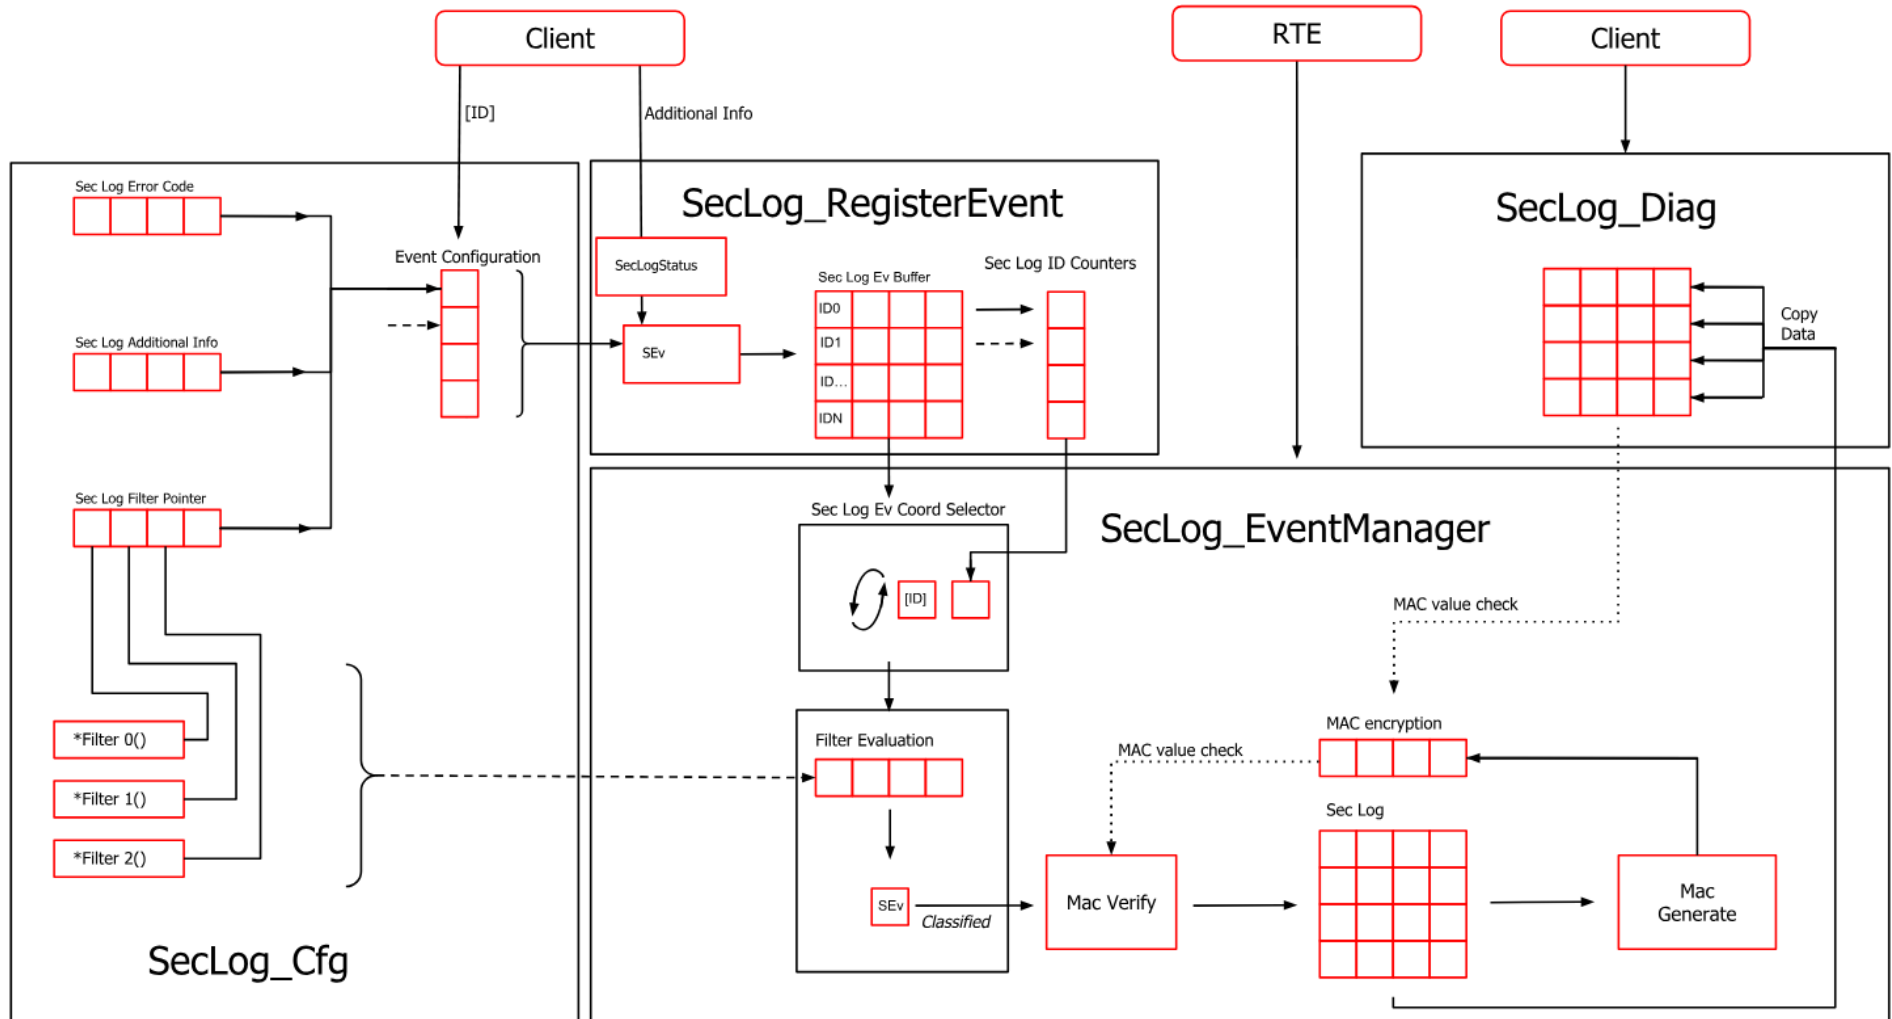 Client
RTE
Client
[ID]
Additional Info
Sec Log Error Code
SecLog_RegisterEvent
SecLog_Diag
Event Configuration
SecLogStatus
Sec Log Ev Buffer
Sec Log ID Counters
ID0
ID1
ID...
IDN
SEv
Copy
Data
Sec Log Additional Info
Sec Log Filter Pointer
Sec Log Ev Coord Selector
SecLog_EventManager
[ID]
MAC value check
*Filter 0()
*Filter 1()
*Filter 2()
Filter Evaluation
MAC encryption
MAC value check
Sec Log
SEv
Classified
Mac Verify
Mac
Generate
SecLog_Cfg